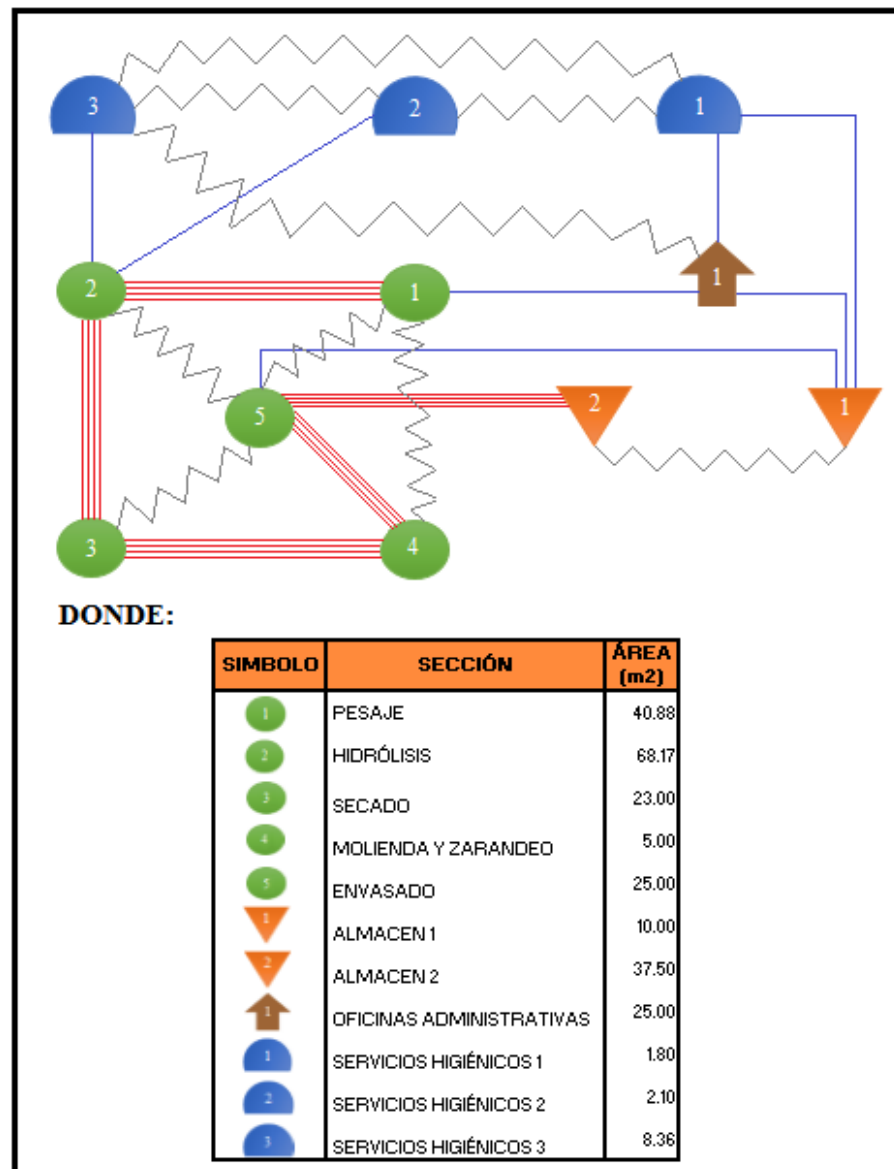 3 2 1
1
2 1
5 2 1
3 4
DONDE:
SIMBOLO SECCIÓN ÁREA (m2)
1 PESAJE 40.88
2 HIDRÓLISIS 68.17
3 SECADO 23.00
4 MOLIENDA Y ZARANDEO 5.00
5 ENVASADO 25.00
1 ALMACEN 1 10.00
2 ALMACEN 2 37.50
1 OFICINAS ADMINISTRATIVAS 25.00
1 SERVICIOS HIGIÉNICOS 1 1.80
2 SERVICIOS HIGIÉNICOS 2 2.10
3 SERVICIOS HIGIÉNICOS 3 8.36